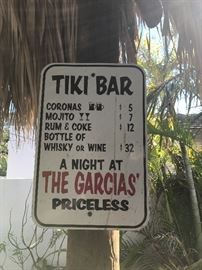 TIKI BAR
CORONAS $ 5
MOJITO $ 7
RUM & COKE $ 12
BOTTLE OF
WHISKY OR WINE $ 32
A NIGHT AT
THE GARCIAS'
PRICELESS